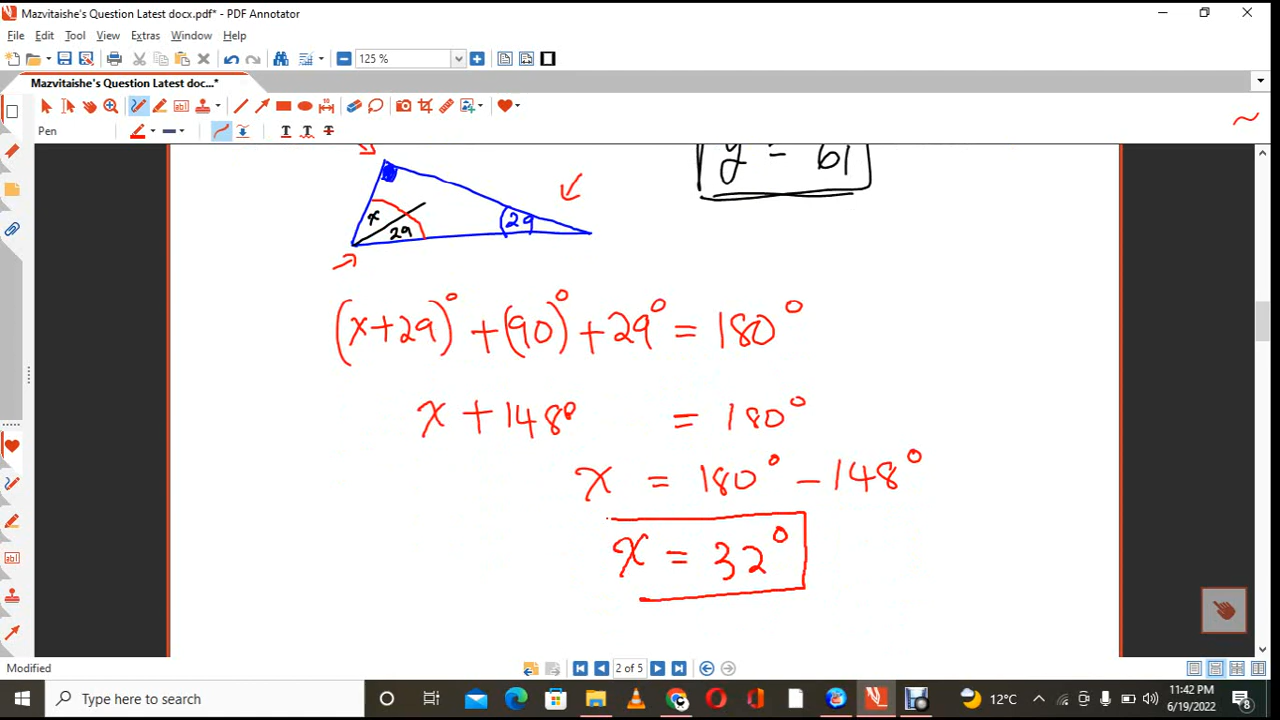 Mazvitaishe's Question Latest docx.pdf* - PDF Annotator
File Edit Tool View Extras Window Help
125 %
Mazvitaishe's Question Latest doc...*
Pen
y = 61
x
29
29
(x+29)° + (90)° + 29° = 180°
x + 148° = 180°
x = 180° - 148°
x = 32°
Modified
2 of 5
Type here to search
12°C
11:42 PM
6/19/2022
8